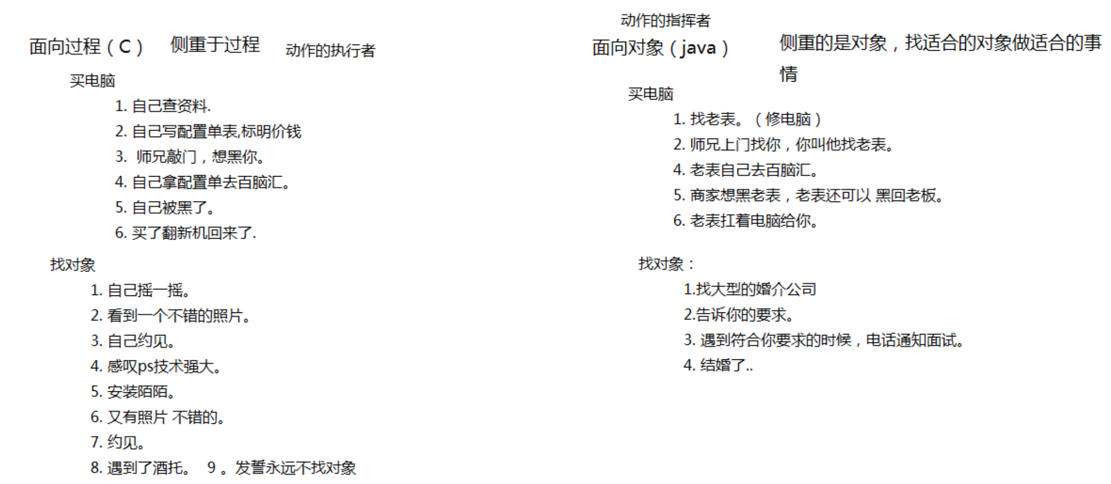 面向过程（C） 侧重于过程 动作的执行者
买电脑
1. 自己查资料.
2. 自己写配置单表,标明价钱
3. 师兄敲门，想黑你。
4. 自己拿配置单去百脑汇。
5. 自己被黑了。
6. 买了翻新机回来了.
找对象
1. 自己摇一摇。
2. 看到一个不错的照片。
3. 自己约见。
4. 感叹ps技术强大。
5. 安装陌陌。
6. 又有照片 不错的。
7. 约见。
8. 遇到了酒托。 9 。发誓永远不找对象
动作的指挥者
面向对象（java） 侧重的是对象，找适合的对象做适合的事
情
买电脑
1. 找老表。（修电脑）
2. 师兄上门找你，你叫他找老表。
4. 老表自己去百脑汇。
5. 商家想黑老表，老表还可以 黑回老板。
6. 老表扛着电脑给你。
找对象：
1.找大型的婚介公司
2.告诉你的要求。
3. 遇到符合你要求的时候，电话通知面试。
4. 结婚了..